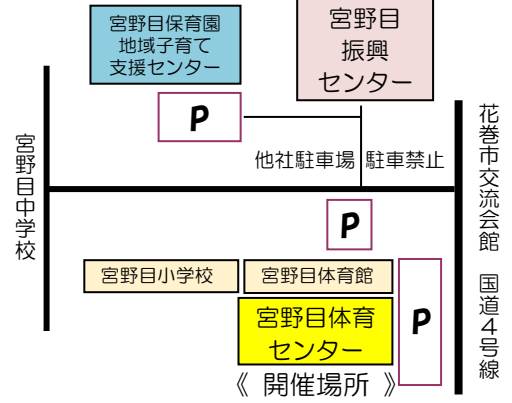 宮野目保育園
地域子育て
支援センター
宮野目
振興
センター
P
他社駐車場
駐車禁止
宮野目中学校
花巻市交流会館 国道4号線
P
宮野目小学校
宮野目体育館
宮野目体育
センター
P
《 開催場所 》